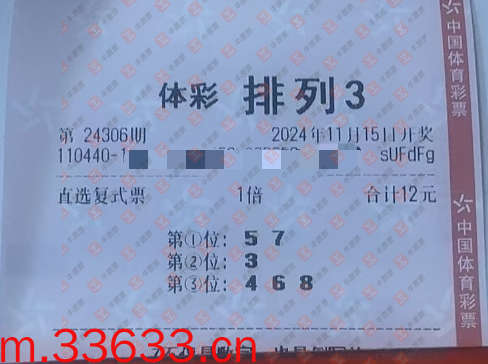 体彩 排列3
第 24306期 2024年11月15日开奖
110440-1 sUFdFg
直选复式票 1倍 合计12元
第①位: 5 7
第②位: 3
第③位: 4 6 8
m.33633.cn
中国体育彩票
中国体育彩票